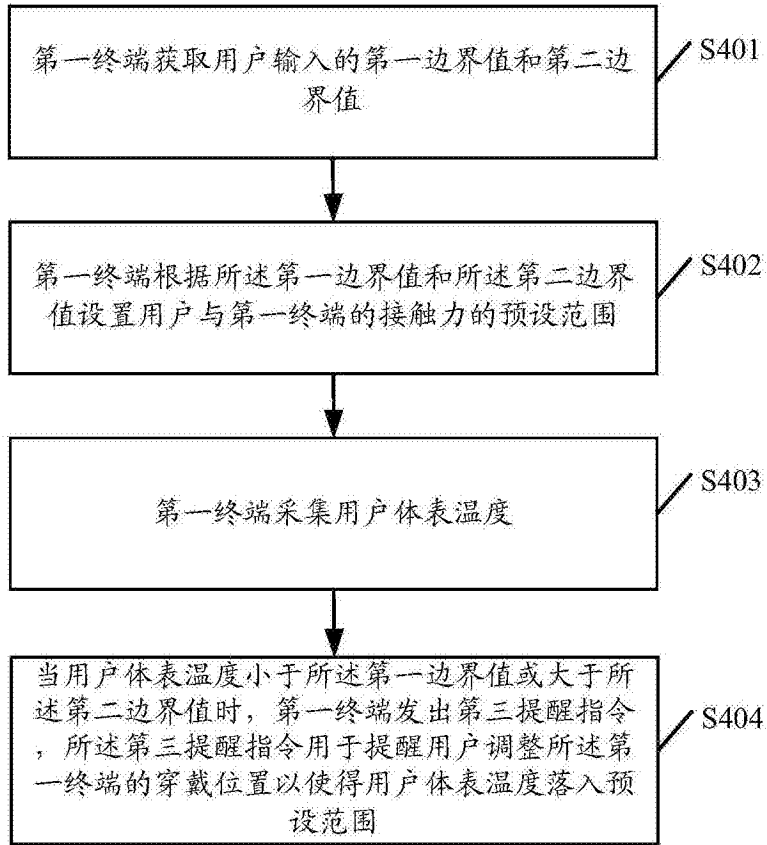 第一终端获取用户输入的第一边界值和第二边
界值
S401
第一终端根据所述第一边界值和所述第二边界
值设置用户与第一终端的接触力的预设范围
S402
第一终端采集用户体表温度
S403
当用户体表温度小于所述第一边界值或大于所
述第二边界值时，第一终端发出第三提醒指令
，所述第三提醒指令用于提醒用户调整所述第
一终端的穿戴位置以使得用户体表温度落入预
设范围
S404